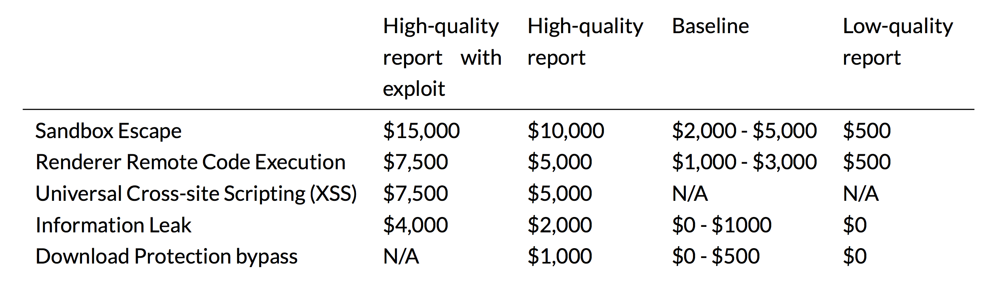 High-quality report with exploit High-quality report Baseline Low-quality report
Sandbox Escape $15,000 $10,000 $2,000 - $5,000 $500
Renderer Remote Code Execution $7,500 $5,000 $1,000 - $3,000 $500
Universal Cross-site Scripting (XSS) $7,500 $5,000 N/A N/A
Information Leak $4,000 $2,000 $0 - $1000 $0
Download Protection bypass N/A $1,000 $0 - $500 $0